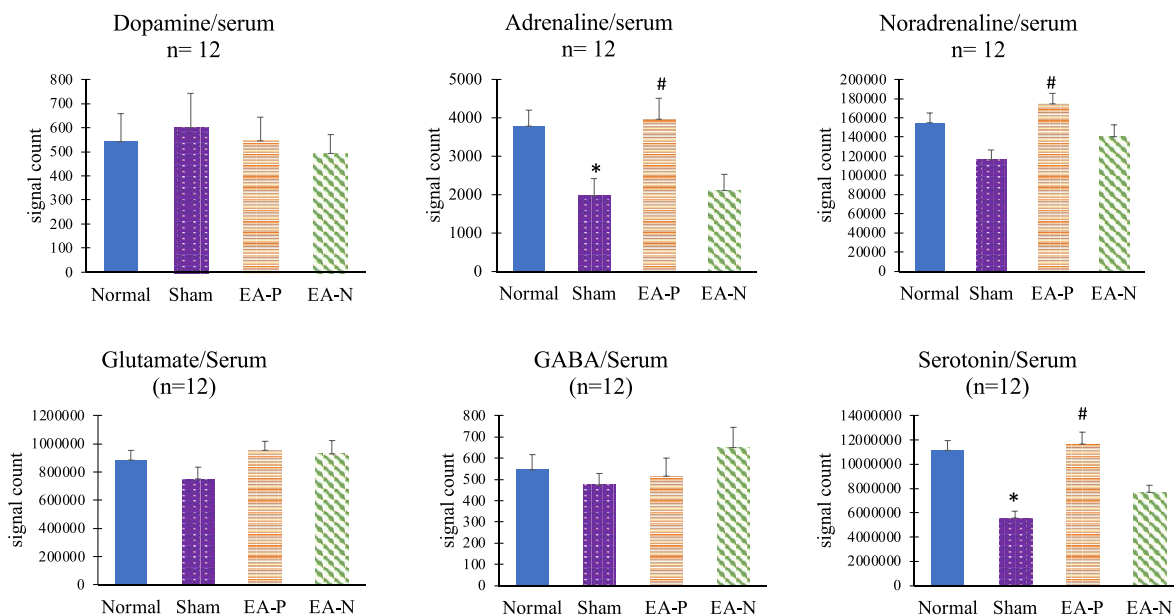 Dopamine/serum
n= 12
signal count
800
700
600
500
400
300
200
100
0
Normal Sham EA-P EA-N
Adrenaline/serum
n= 12
signal count
5000
4000
3000
2000
1000
0
*
#
Normal Sham EA-P EA-N
Noradrenaline/serum
n= 12
signal count
200000
180000
160000
140000
120000
100000
80000
60000
40000
20000
0
#
Normal Sham EA-P EA-N
Glutamate/Serum
(n=12)
signal count
1200000
1000000
800000
600000
400000
200000
0
Normal Sham EA-P EA-N
GABA/Serum
(n=12)
signal count
800
700
600
500
400
300
200
100
0
Normal Sham EA-P EA-N
Serotonin/Serum
(n=12)
signal count
14000000
12000000
10000000
8000000
6000000
4000000
2000000
0
*
#
Normal Sham EA-P EA-N